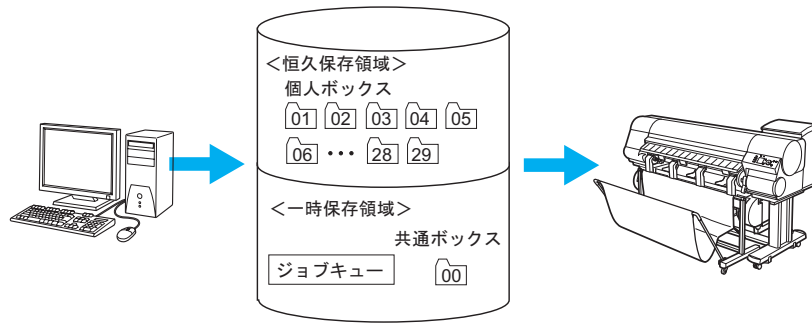 ＜恒久保存領域＞
個人ボックス
01 02 03 04 05
06 ・・・ 28 29
＜一時保存領域＞
共通ボックス
ジョブキュー 00